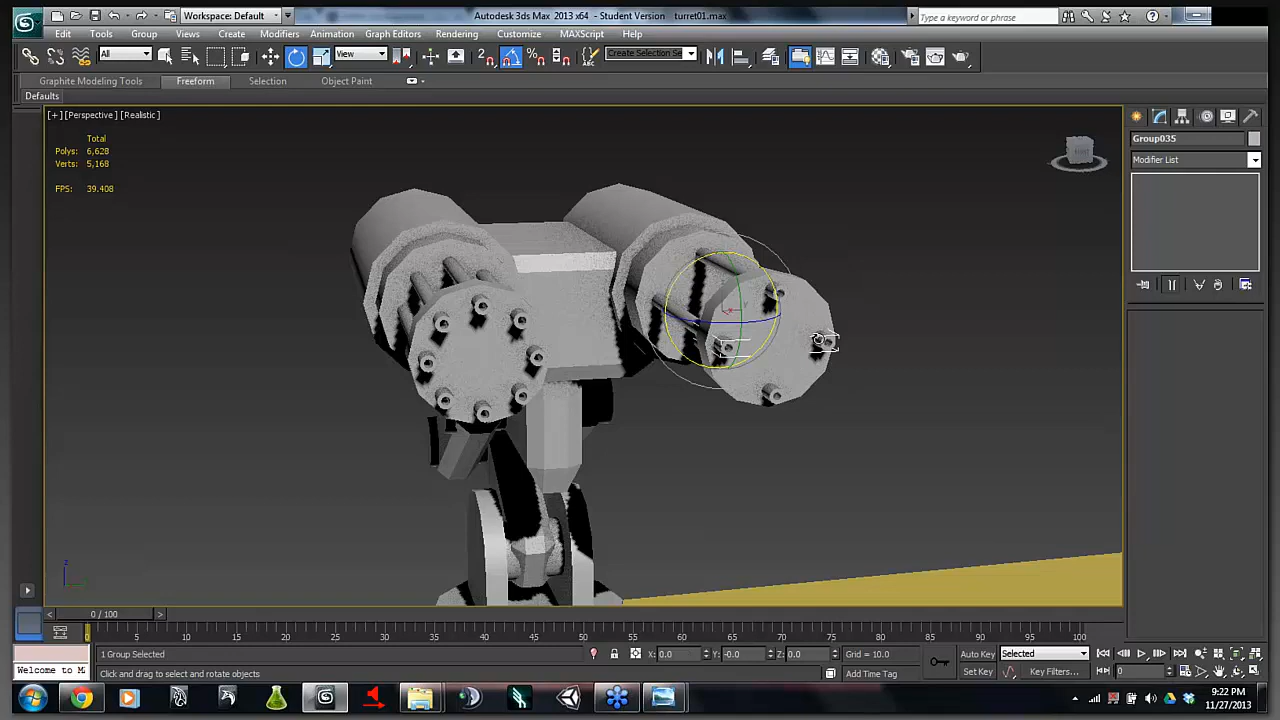 Workspace: Default
Autodesk 3ds Max 2013 x64 - Student Version turret01.max
Type a keyword or phrase
Edit Tools Group Views Animation Graph Editors Rendering Customize MAXScript Help
All View Create Selection Se
Graphite Modeling Tools Freeform Selection Object Paint
Defaults
[+][Perspective][Realistic]
Total
Polys: 6,628
Verts: 5,168
FPS: 39.408
Group035
Modifier List
0 / 100
0 5 10 15 20 25 30 35 40 45 50 55 60 65 70 75 80 85 90 95 100
1 Group Selected X: 0.0 Y: -0.0 Z: 0.0 Grid = 10.0 Auto Key Selected
Welcome to M Click and drag to select and rotate objects Add Time Tag Set Key Key Filters... 0
9:22 PM
11/27/2013